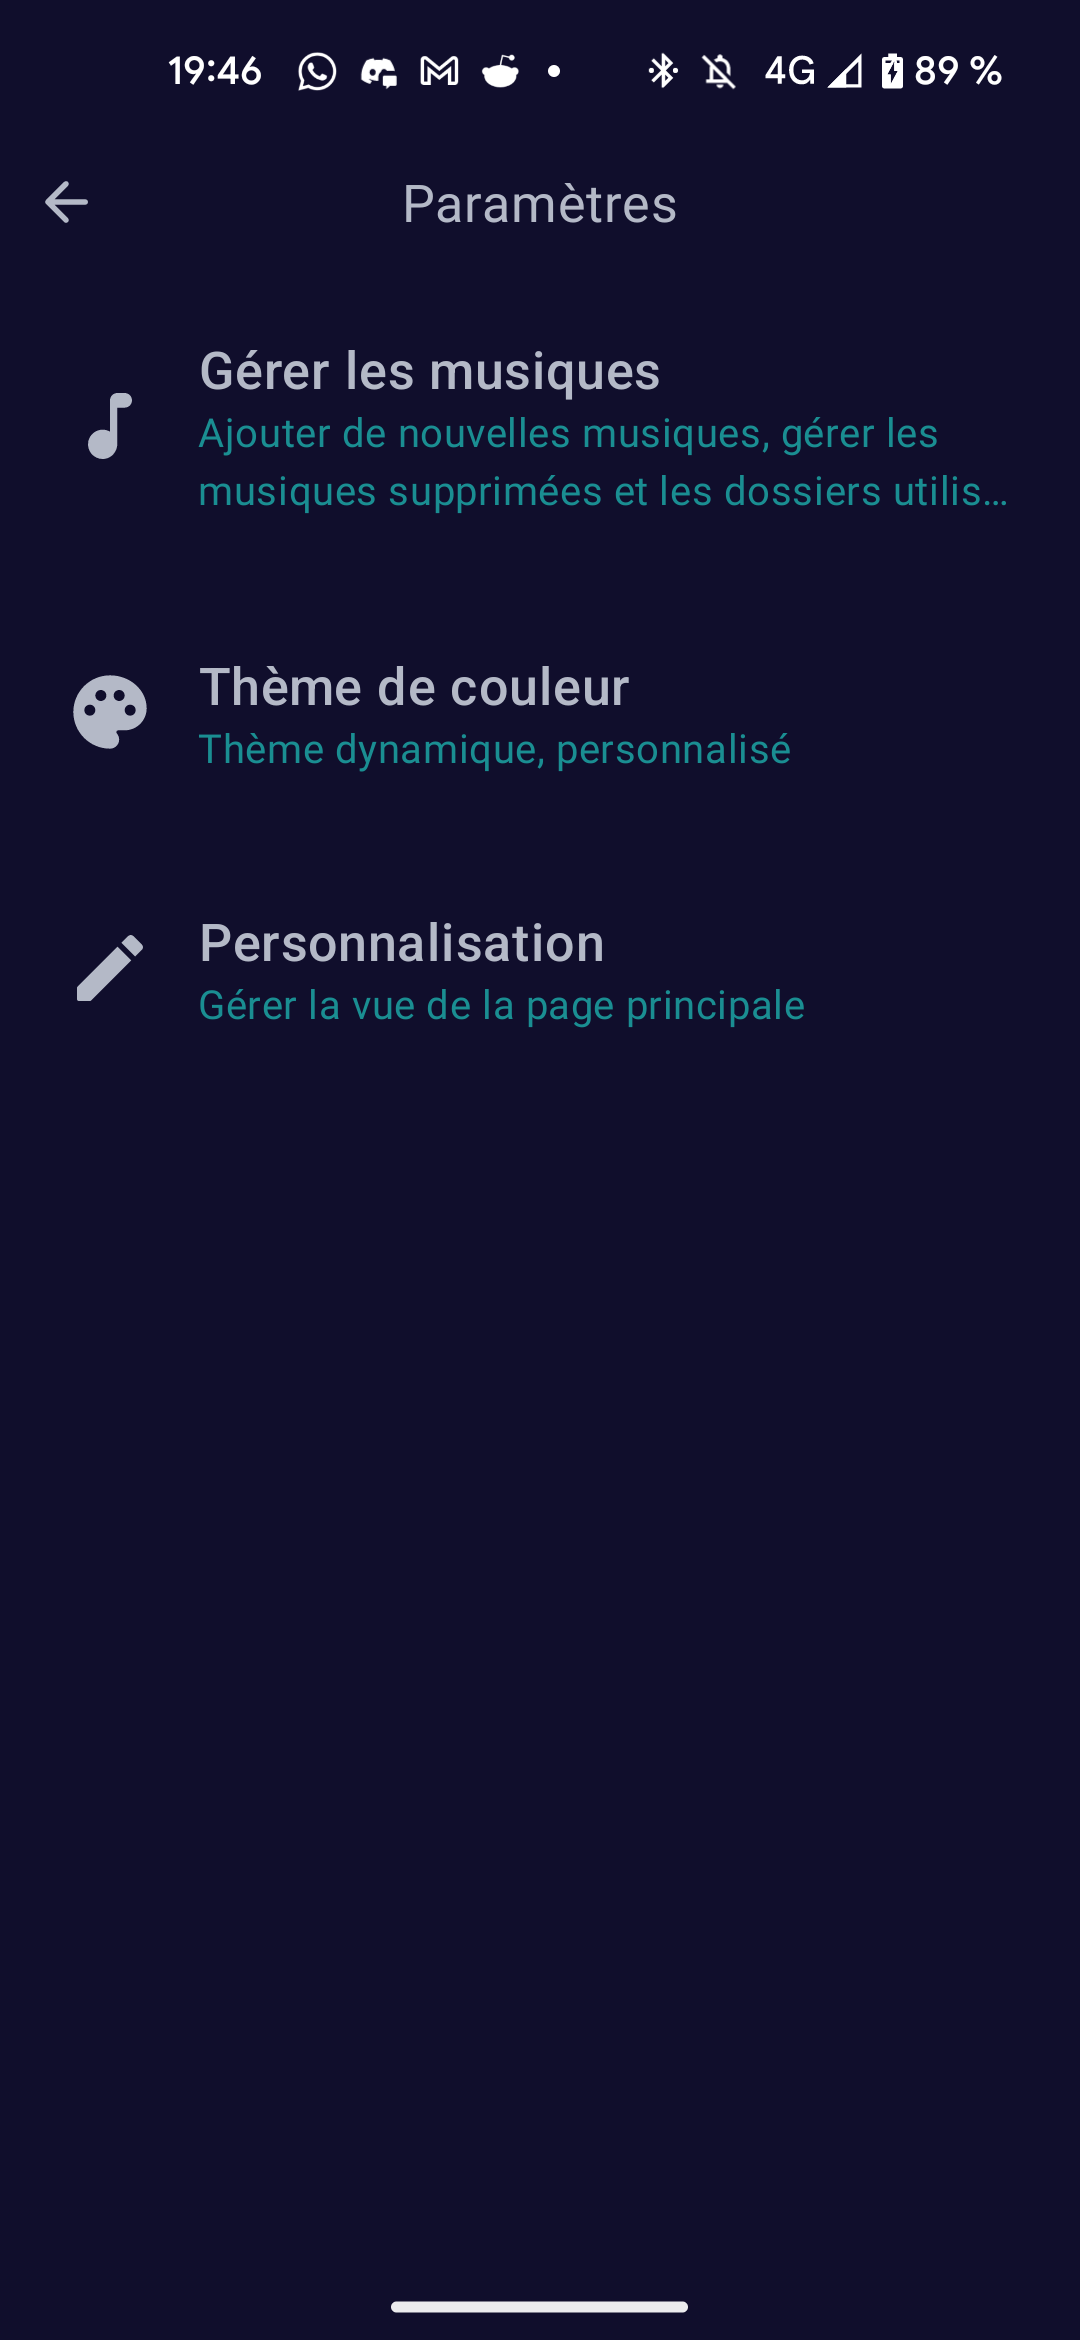 19:46 4G 89 %
Paramètres
Gérer les musiques
Ajouter de nouvelles musiques, gérer les
musiques supprimées et les dossiers utilis…
Thème de couleur
Thème dynamique, personnalisé
Personnalisation
Gérer la vue de la page principale